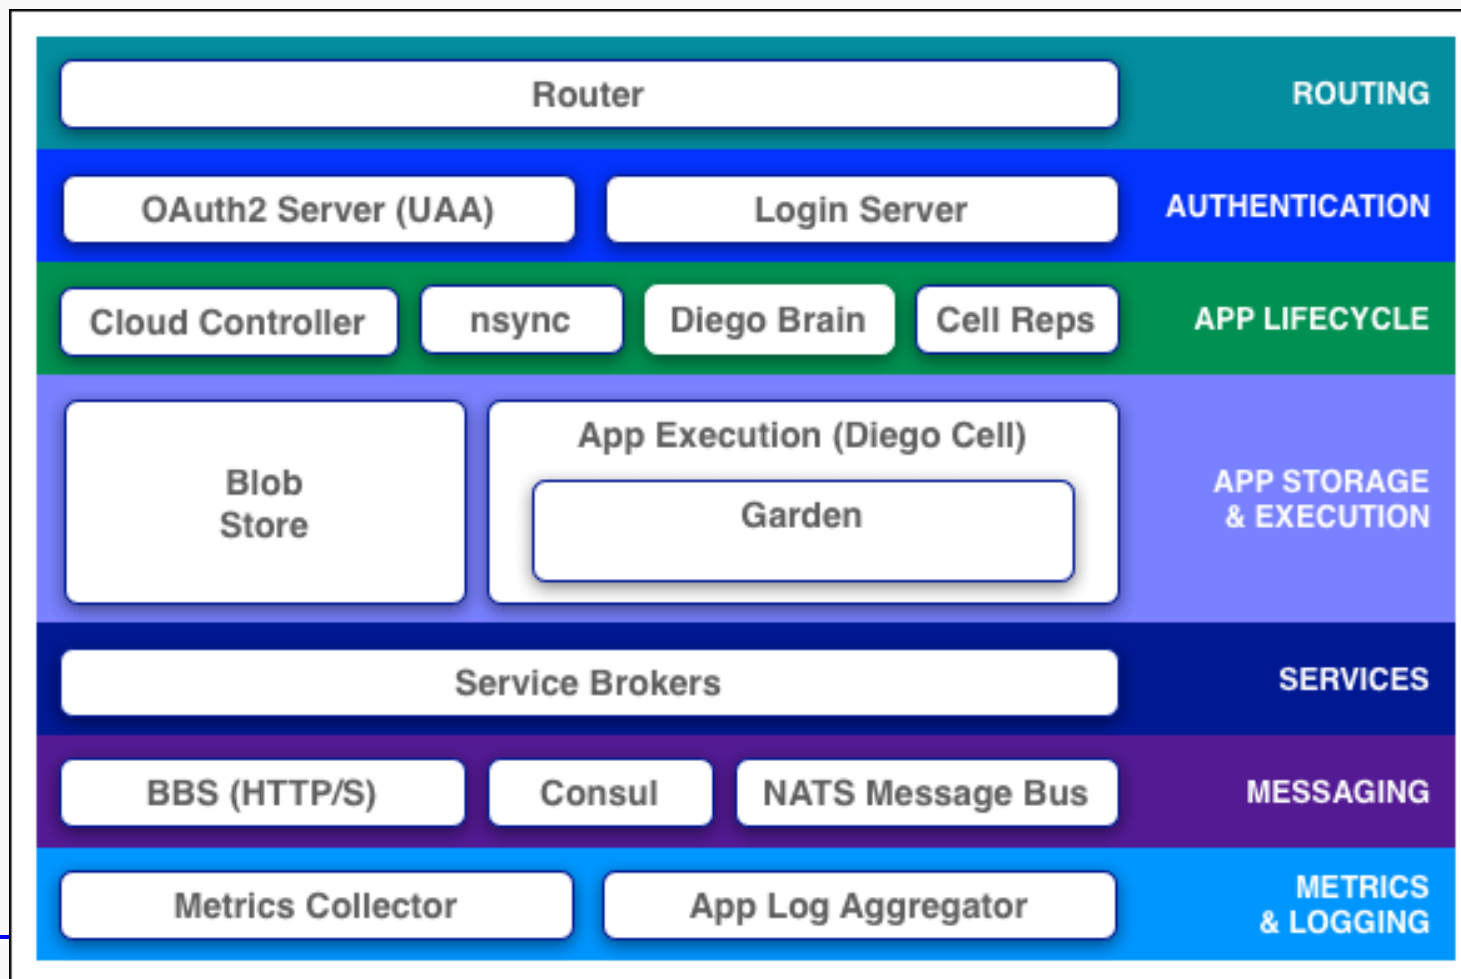 Router
ROUTING
OAuth2 Server (UAA)
Login Server
AUTHENTICATION
Cloud Controller
nsync
Diego Brain
Cell Reps
APP LIFECYCLE
Blob
Store
App Execution (Diego Cell)
Garden
APP STORAGE
& EXECUTION
Service Brokers
SERVICES
BBS (HTTP/S)
Consul
NATS Message Bus
MESSAGING
Metrics Collector
App Log Aggregator
METRICS
& LOGGING